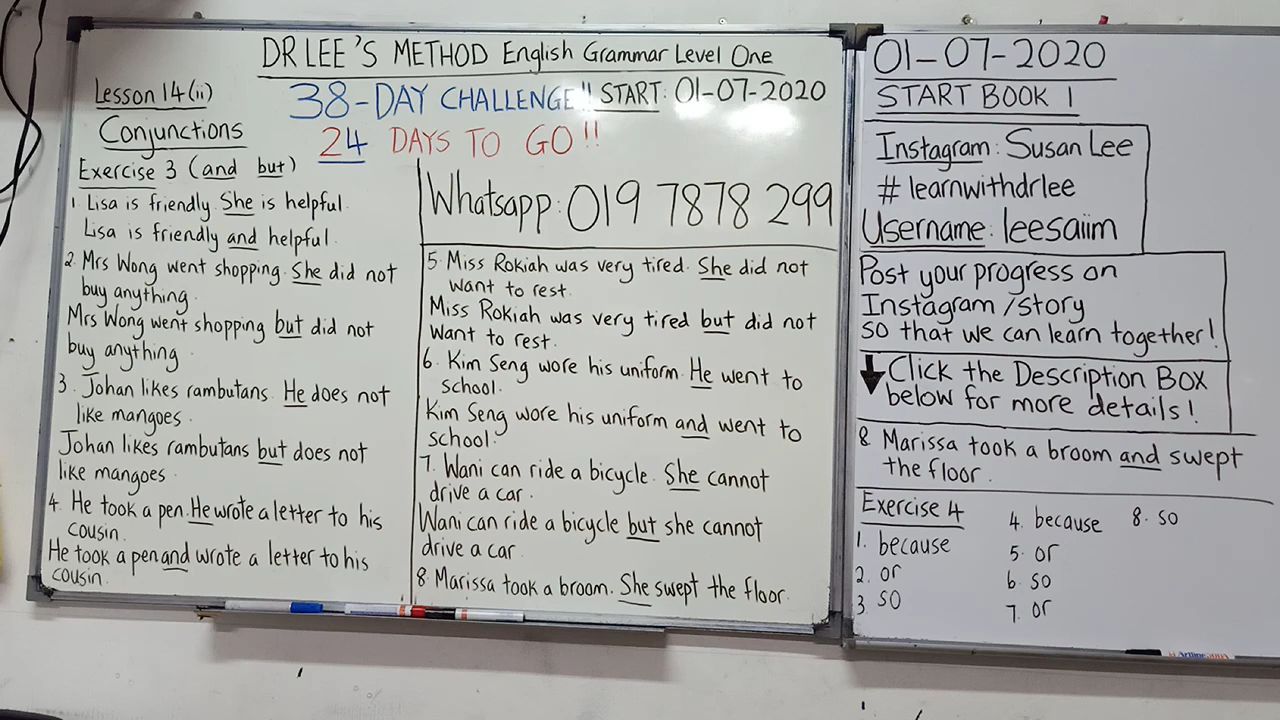 DR LEE'S METHOD English Grammar Level One
Lesson 14(ii)
38-DAY CHALLENGE!! START: 01-07-2020
Conjunctions
24 DAYS TO GO!!
Exercise 3 (and but)
1. Lisa is friendly. She is helpful.
Lisa is friendly and helpful.
2. Mrs Wong went shopping. She did not
buy anything.
Mrs Wong went shopping but did not
buy anything.
3. Johan likes rambutans. He does not
like mangoes.
Johan likes rambutans but does not
like mangoes.
4. He took a pen. He wrote a letter to his
cousin.
He took a pen and wrote a letter to his
cousin.
Whatsapp: 019 7878 299
5. Miss Rokiah was very tired. She did not
want to rest.
Miss Rokiah was very tired but did not
want to rest.
6. Kim Seng wore his uniform. He went to
school.
Kim Seng wore his uniform and went to
school.
7. Wani can ride a bicycle. She cannot
drive a car.
Wani can ride a bicycle but she cannot
drive a car.
8. Marissa took a broom. She swept the floor.
01-07-2020
START BOOK 1
Instagram: Susan Lee
# learnwithdrlee
Username: leesaiim
Post your progress on
Instagram /story
so that we can learn together!
Click the Description BOX
below for more details!
8. Marissa took a broom and swept
the floor.
Exercise 4
1. because
2. or
3. so
4. because
5. or
6. so
7. or
8. so
Artline